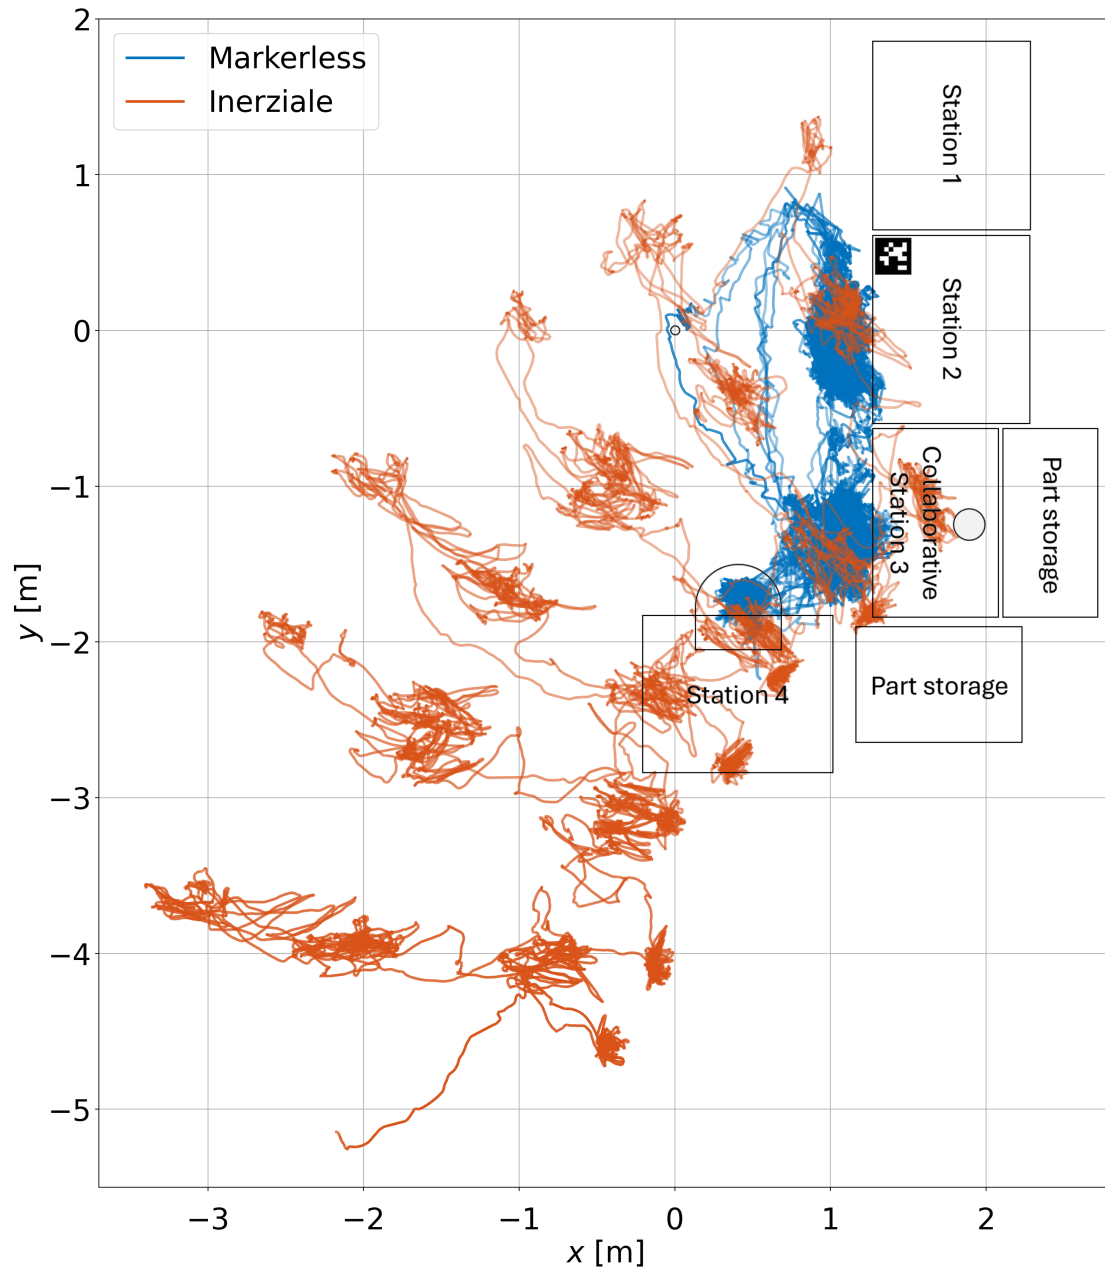 Markerless
Inerziale
2
1
0
−1
−2
−3
−4
−5
y [m]
−3
−2
−1
0
1
2
x [m]
Station 1
Station 2
Collaborative
Station 3
Part storage
Station 4
Part storage